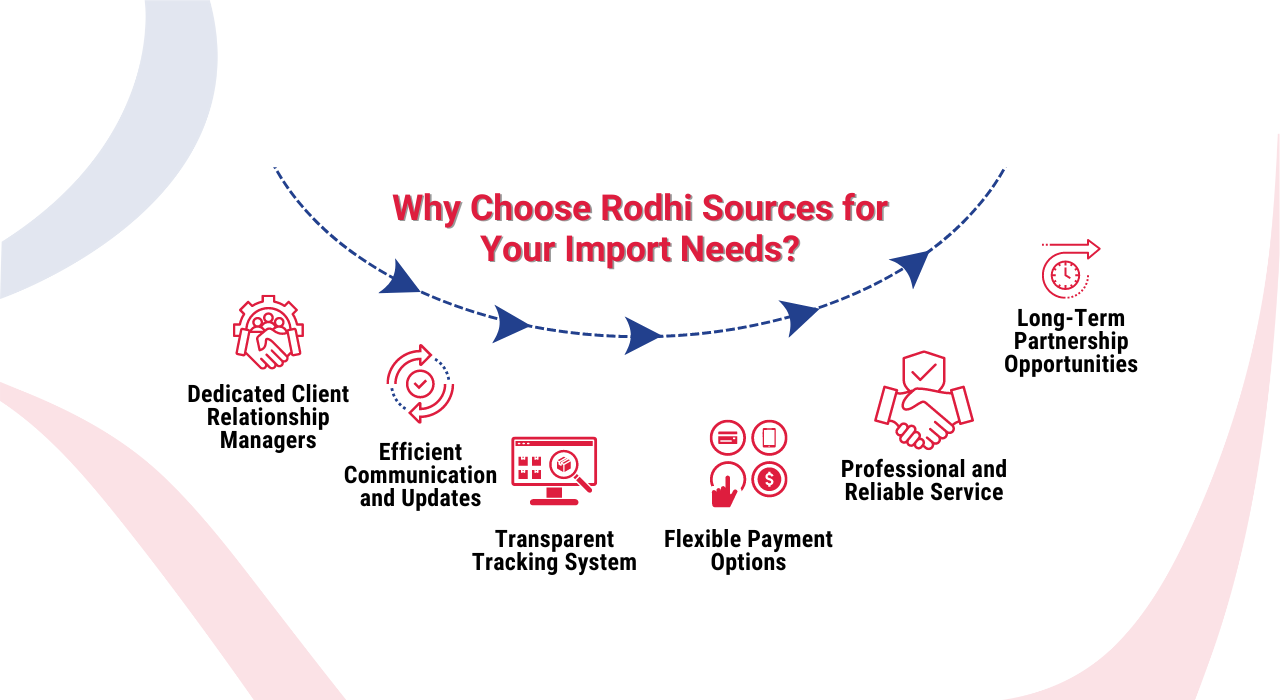 Why Choose Rodhi Sources for
Your Import Needs?
Dedicated Client
Relationship
Managers
Efficient
Communication
and Updates
Transparent
Tracking System
Flexible Payment
Options
Professional and
Reliable Service
Long-Term
Partnership
Opportunities